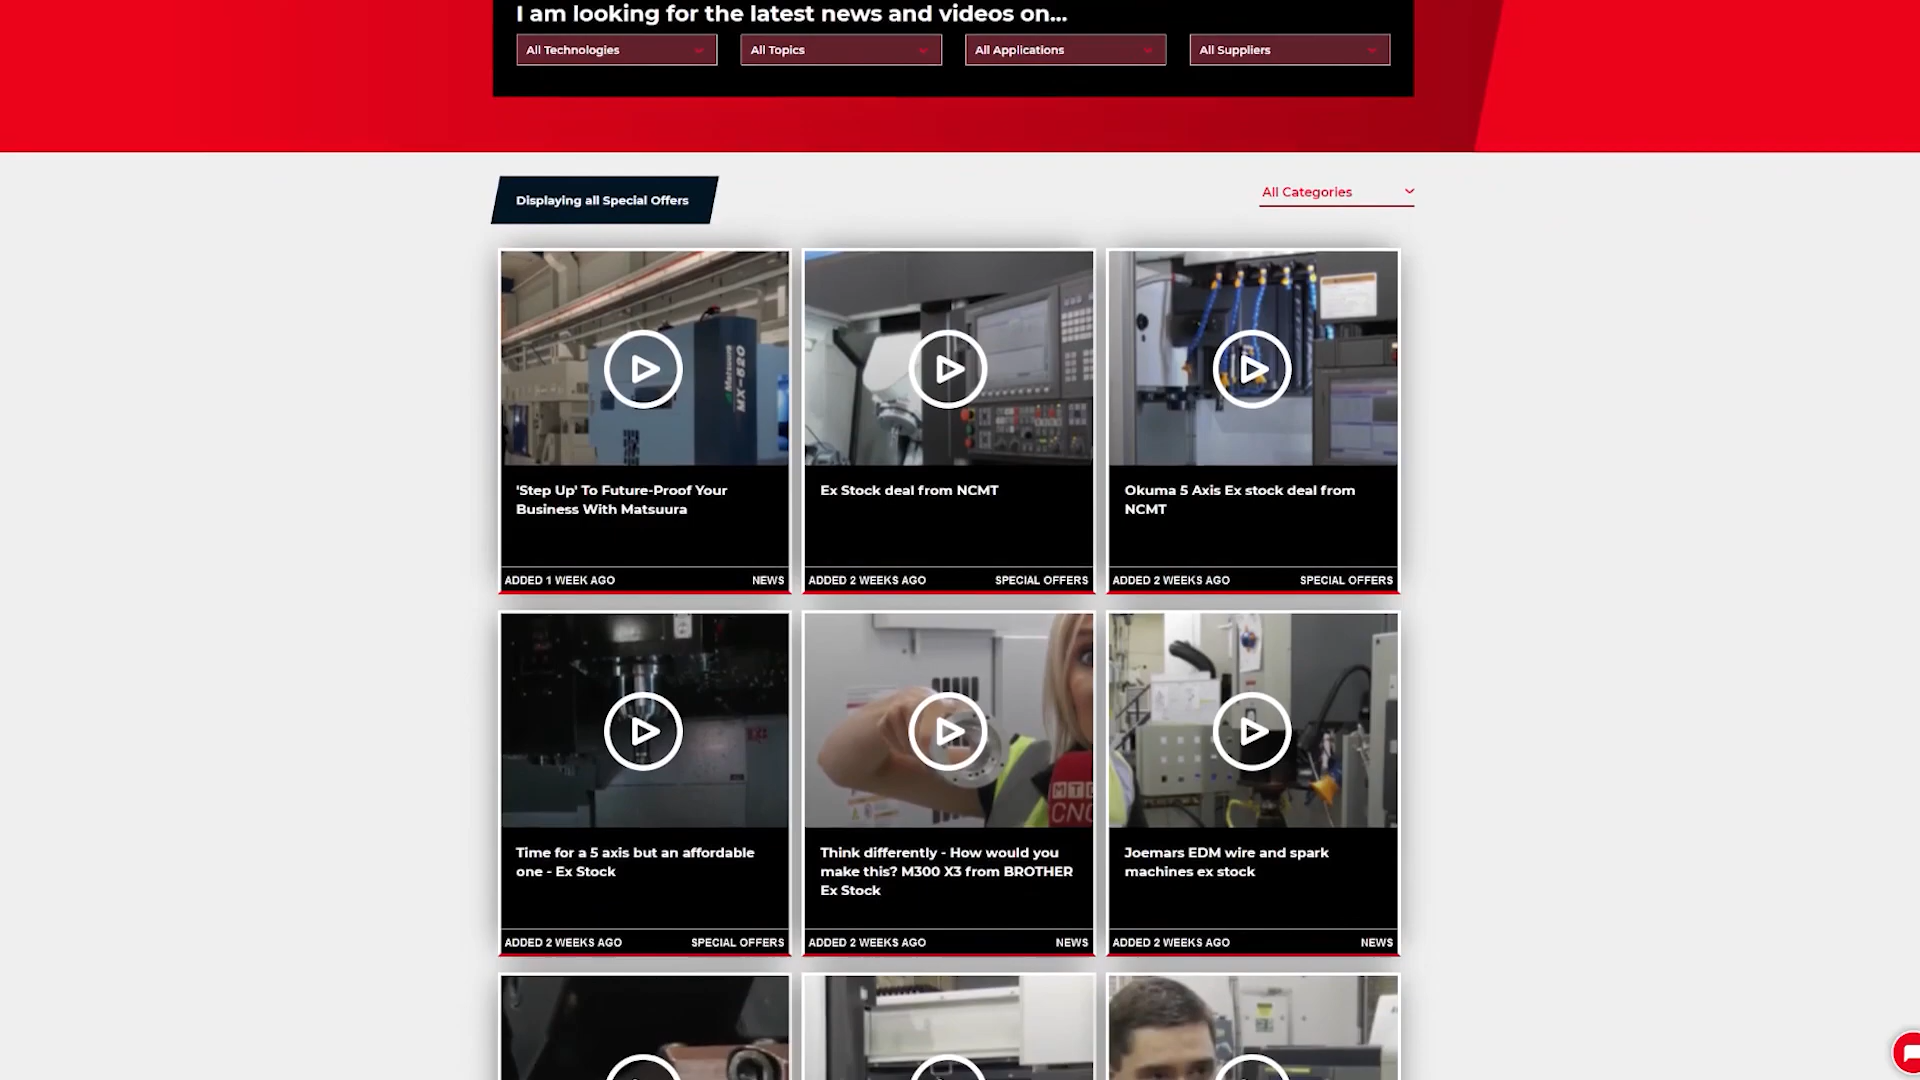 I am looking for the latest news and videos on...
All Technologies
All Topics
All Applications
All Suppliers
Displaying all Special Offers
All Categories
Matsuura
MX-520
'Step Up' To Future-Proof Your
Business With Matsuura
ADDED 1 WEEK AGO
NEWS
Ex Stock deal from NCMT
ADDED 2 WEEKS AGO
SPECIAL OFFERS
Okuma 5 Axis Ex stock deal from
NCMT
ADDED 2 WEEKS AGO
SPECIAL OFFERS
Time for a 5 axis but an affordable
one - Ex Stock
ADDED 2 WEEKS AGO
SPECIAL OFFERS
CNC
Think differently - How would you
make this? M300 X3 from BROTHER
Ex Stock
ADDED 2 WEEKS AGO
NEWS
Joemars EDM wire and spark
machines ex stock
ADDED 2 WEEKS AGO
NEWS